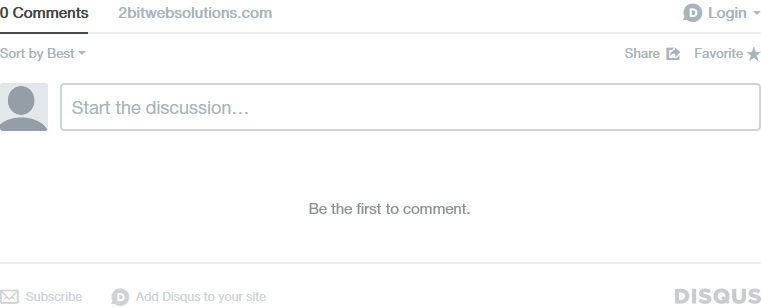 0 Comments 2bitwebsolutions.com Login
Sort by Best Share Favorite
Start the discussion…
Be the first to comment.
Subscribe Add Disqus to your site DISQUS